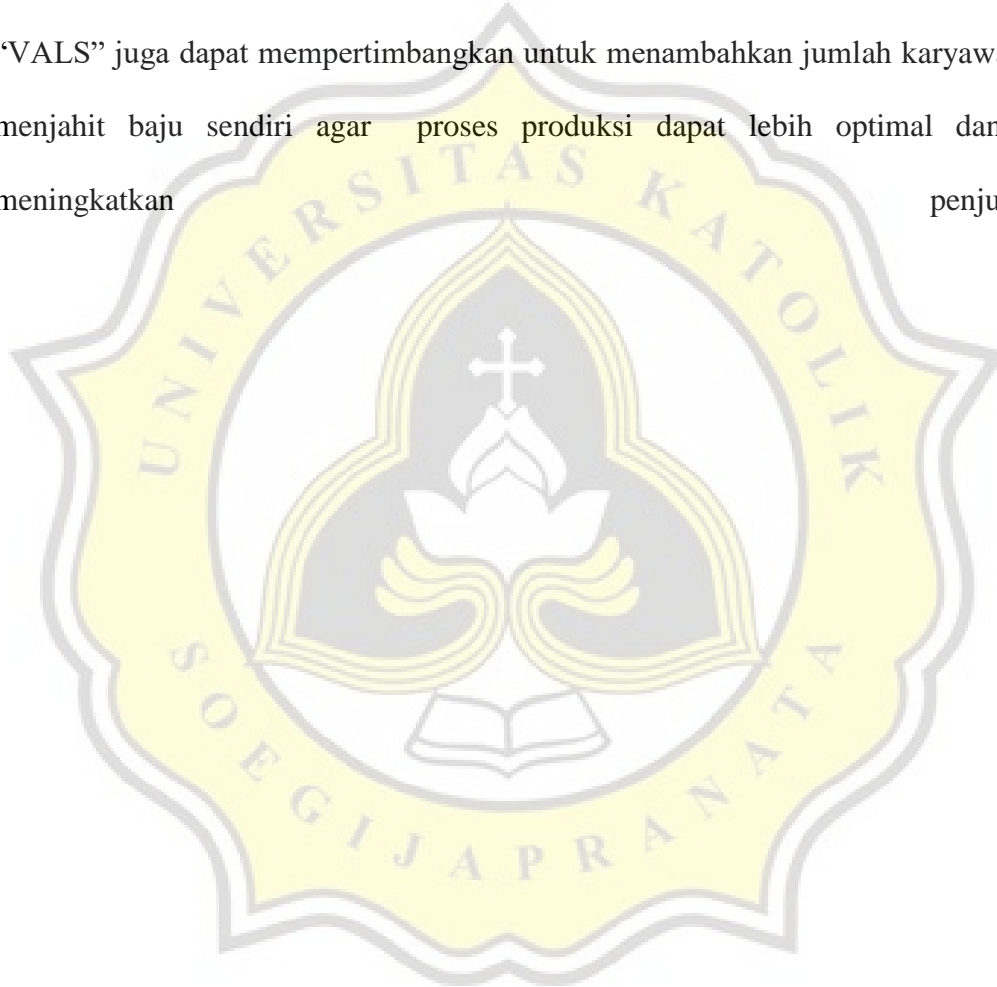 “VALS” juga dapat mempertimbangkan untuk menambahkan jumlah karyawa
menjahit baju sendiri agar proses produksi dapat lebih optimal dan
meningkatkan penju
UNIVERSITAS KATOLIK
SOEGIJAPRANATA